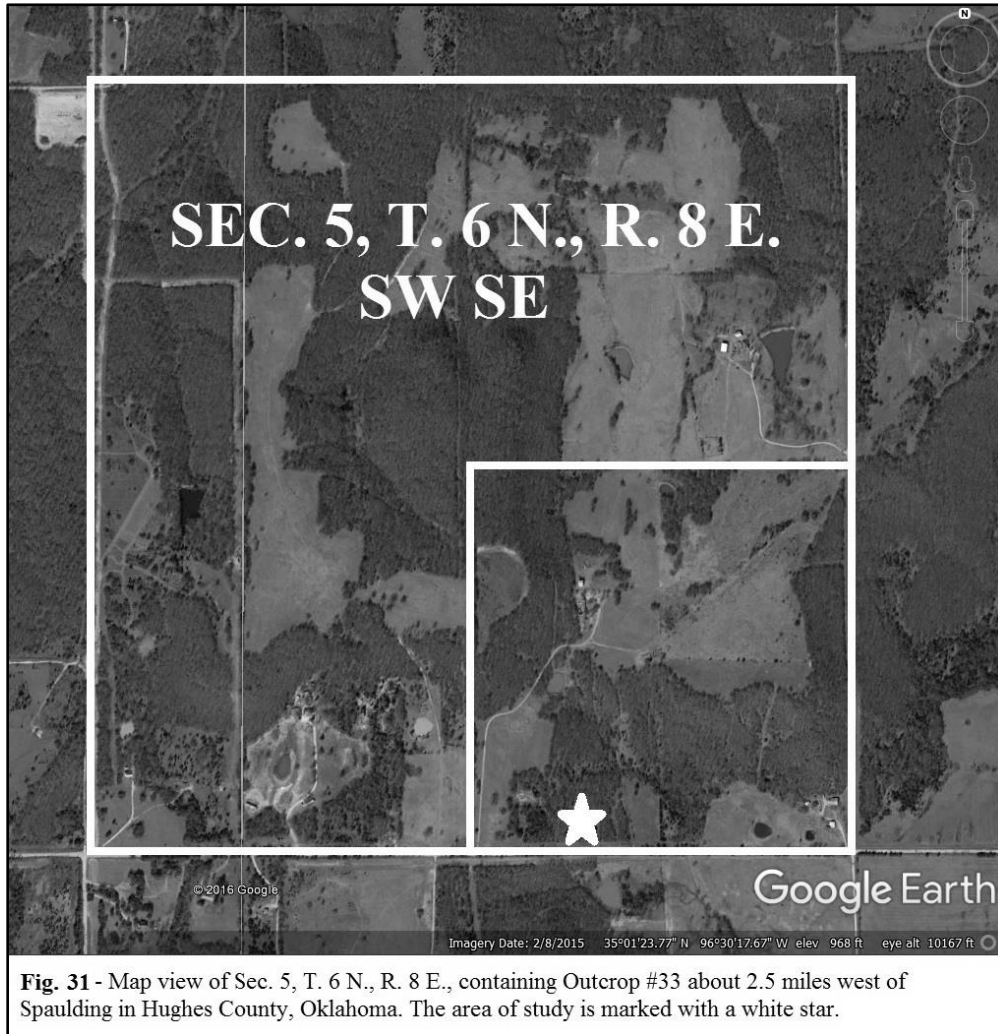 N
SEC. 5, T. 6 N., R. 8 E.
SW SE
© 2016 Google
Google Earth
Imagery Date: 2/8/2015 35°01'23.77" N 96°30'17.67" W elev 968 ft eye alt 10167 ft
Fig. 31 - Map view of Sec. 5, T. 6 N., R. 8 E., containing Outcrop #33 about 2.5 miles west of
Spaulding in Hughes County, Oklahoma. The area of study is marked with a white star.